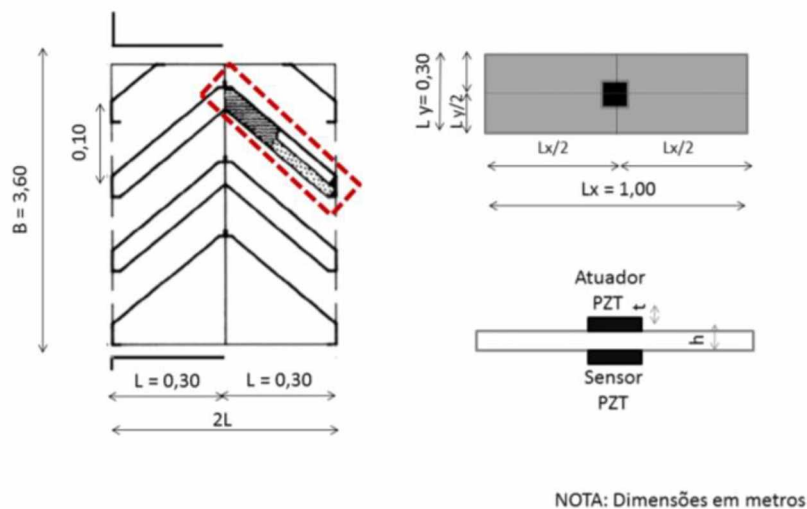 B = 3,60
0,10
L = 0,30
L = 0,30
2L
L y= 0,30
Ly/2
Lx/2
Lx/2
Lx = 1,00
Atuador
PZT
t
h
Sensor
PZT
NOTA: Dimensões em metros